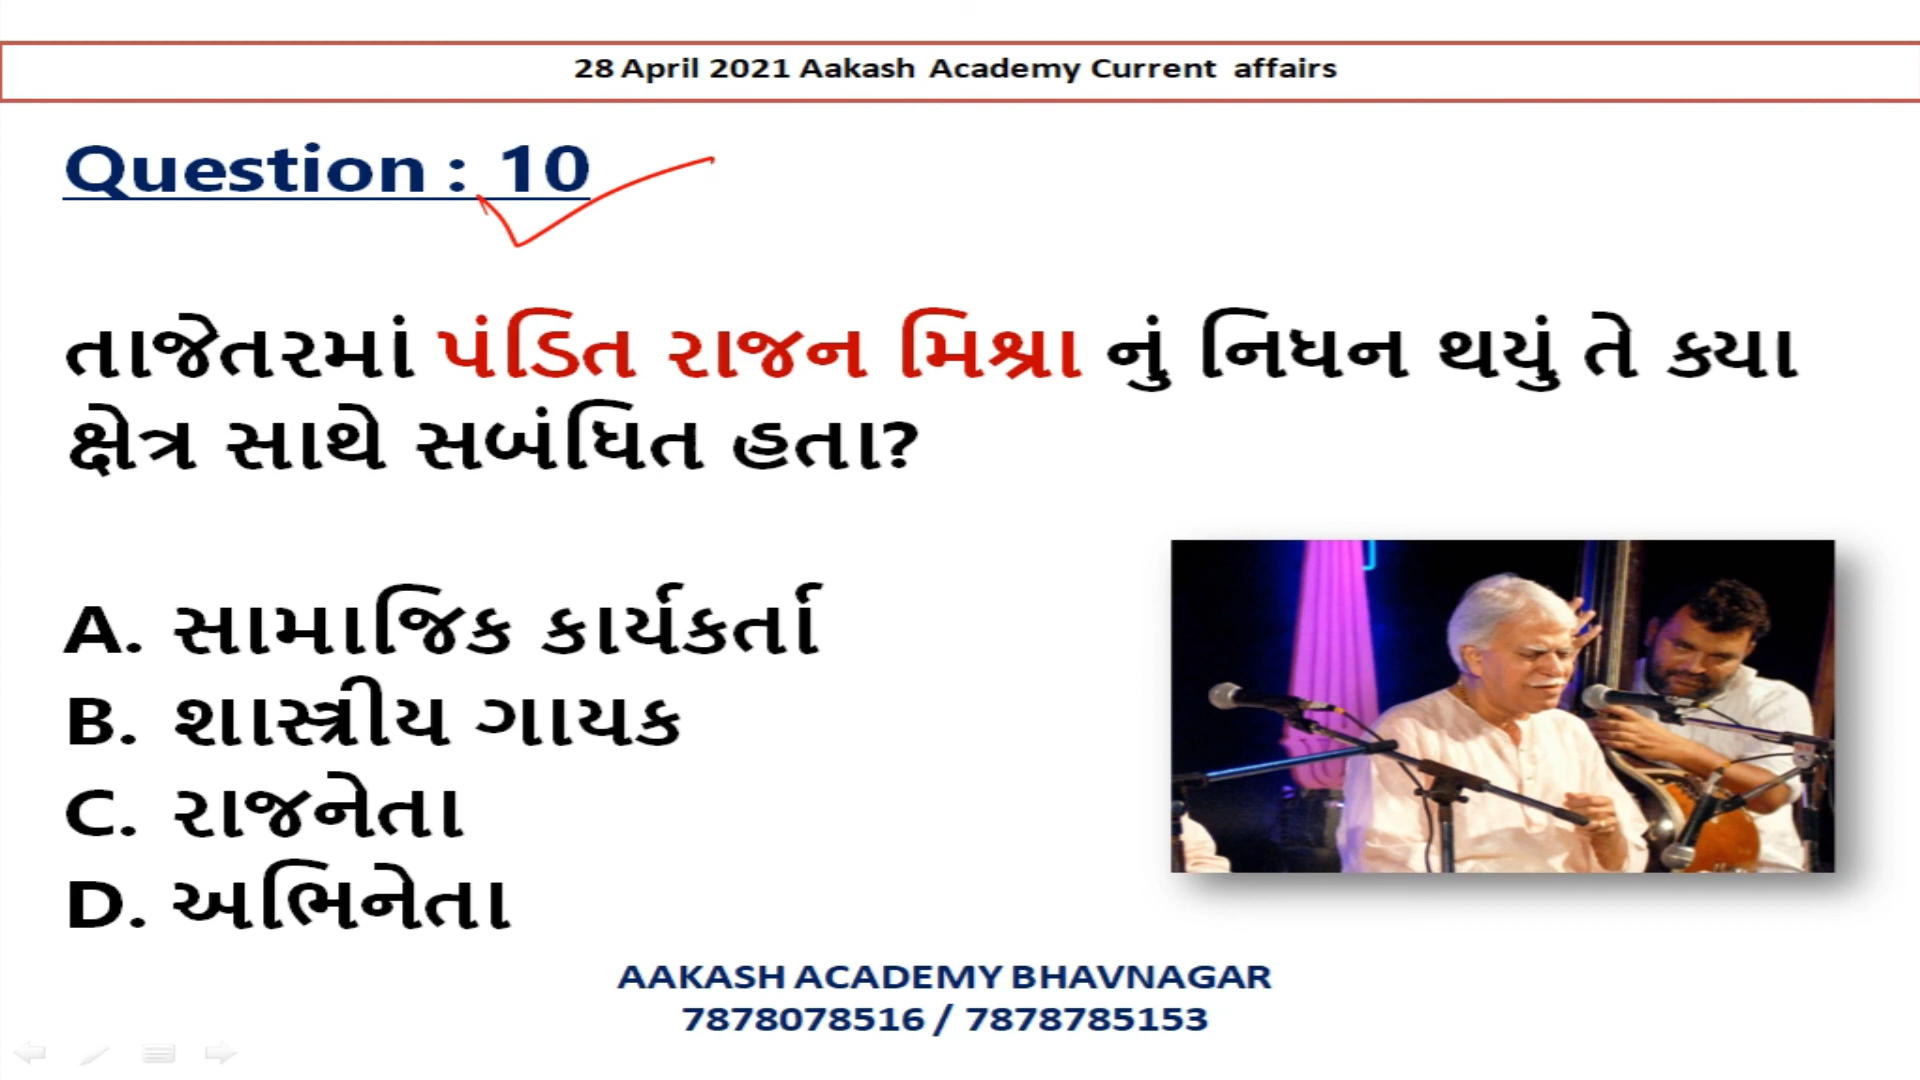 28 April 2021 Aakash Academy Current affairs
Question : 10
તાજેતરમાં પંડિત રાજન મિશ્રા નું નિધન થયું તે ક્યા
ક્ષેત્ર સાથે સબંધિત હતા?
A. સામાજિક કાર્યકર્તા
B. શાસ્ત્રીય ગાયક
C. રાજનેતા
D. અભિનેતા
AAKASH ACADEMY BHAVNAGAR
7878078516 / 7878785153